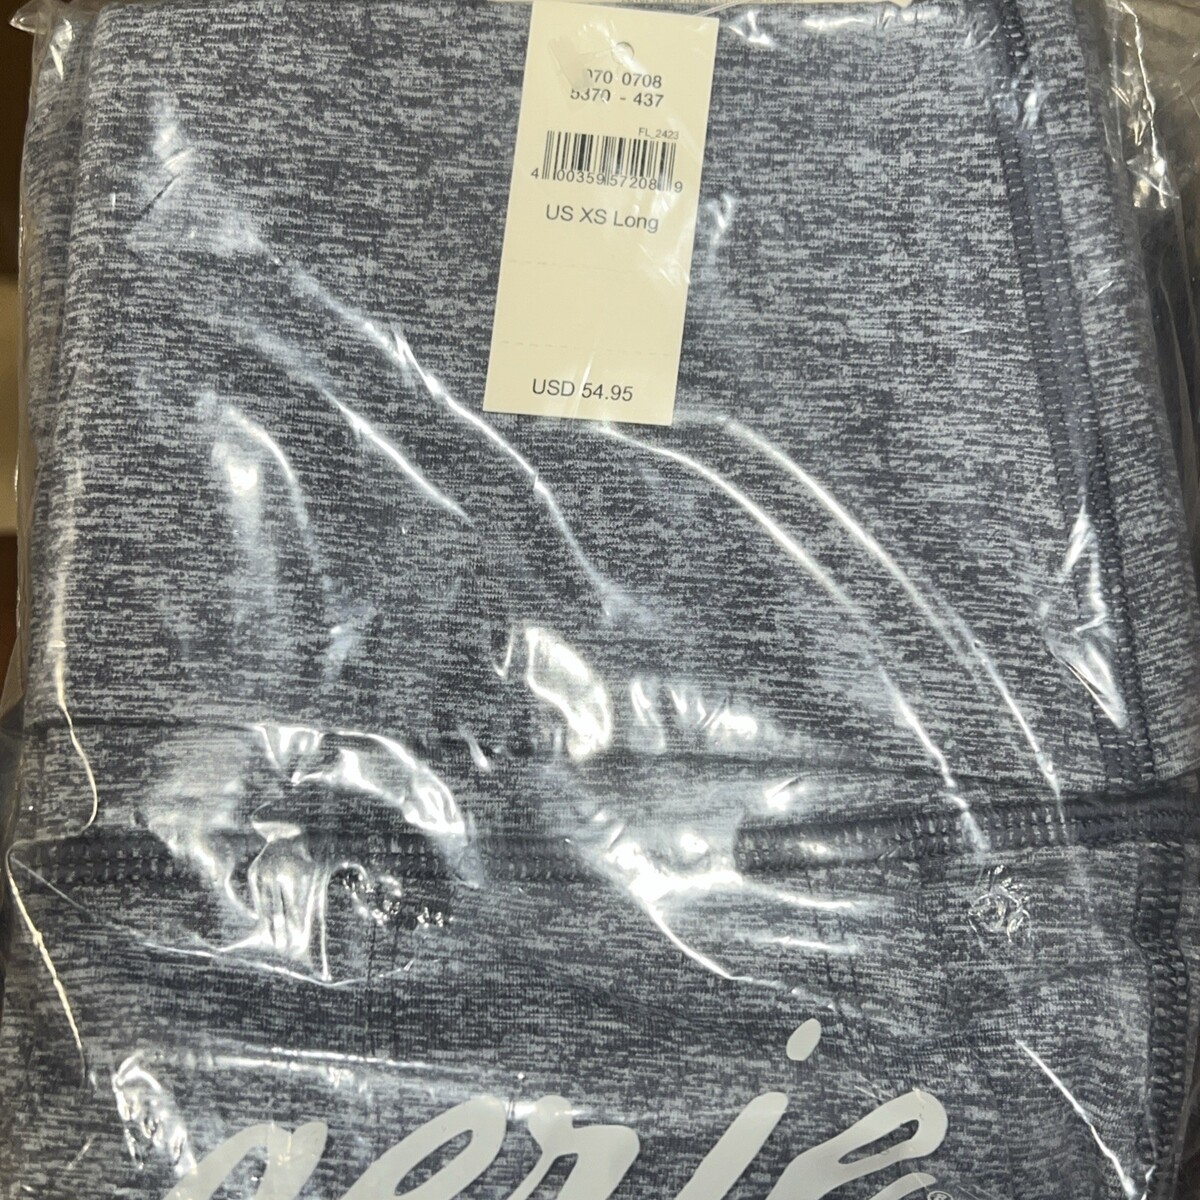 070 0708
5370 - 437
FL_2423
4 00359 57208 9
US XS Long
USD 54.95
aerie
®